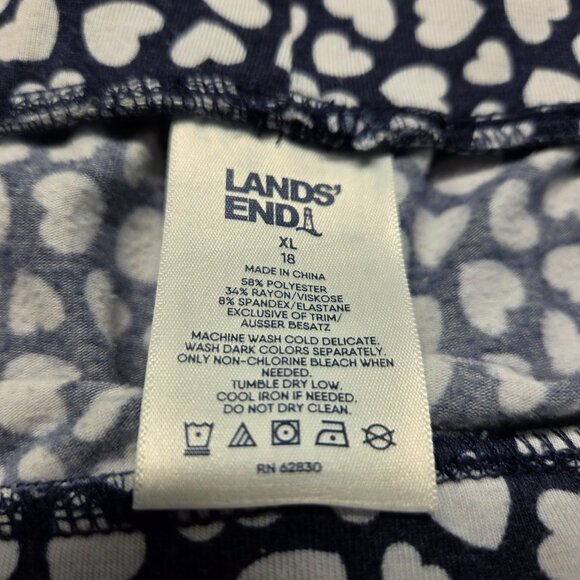 LANDS'
END
XL
18
MADE IN CHINA
58% POLYESTER
34% RAYON/VISKOSE
8% SPANDEX/ELASTANE
EXCLUSIVE OF TRIM/
AUSSER BESATZ
MACHINE WASH COLD DELICATE.
WASH DARK COLORS SEPARATELY.
ONLY NON-CHLORINE BLEACH WHEN
NEEDED.
TUMBLE DRY LOW.
COOL IRON IF NEEDED.
DO NOT DRY CLEAN.
RN 62830